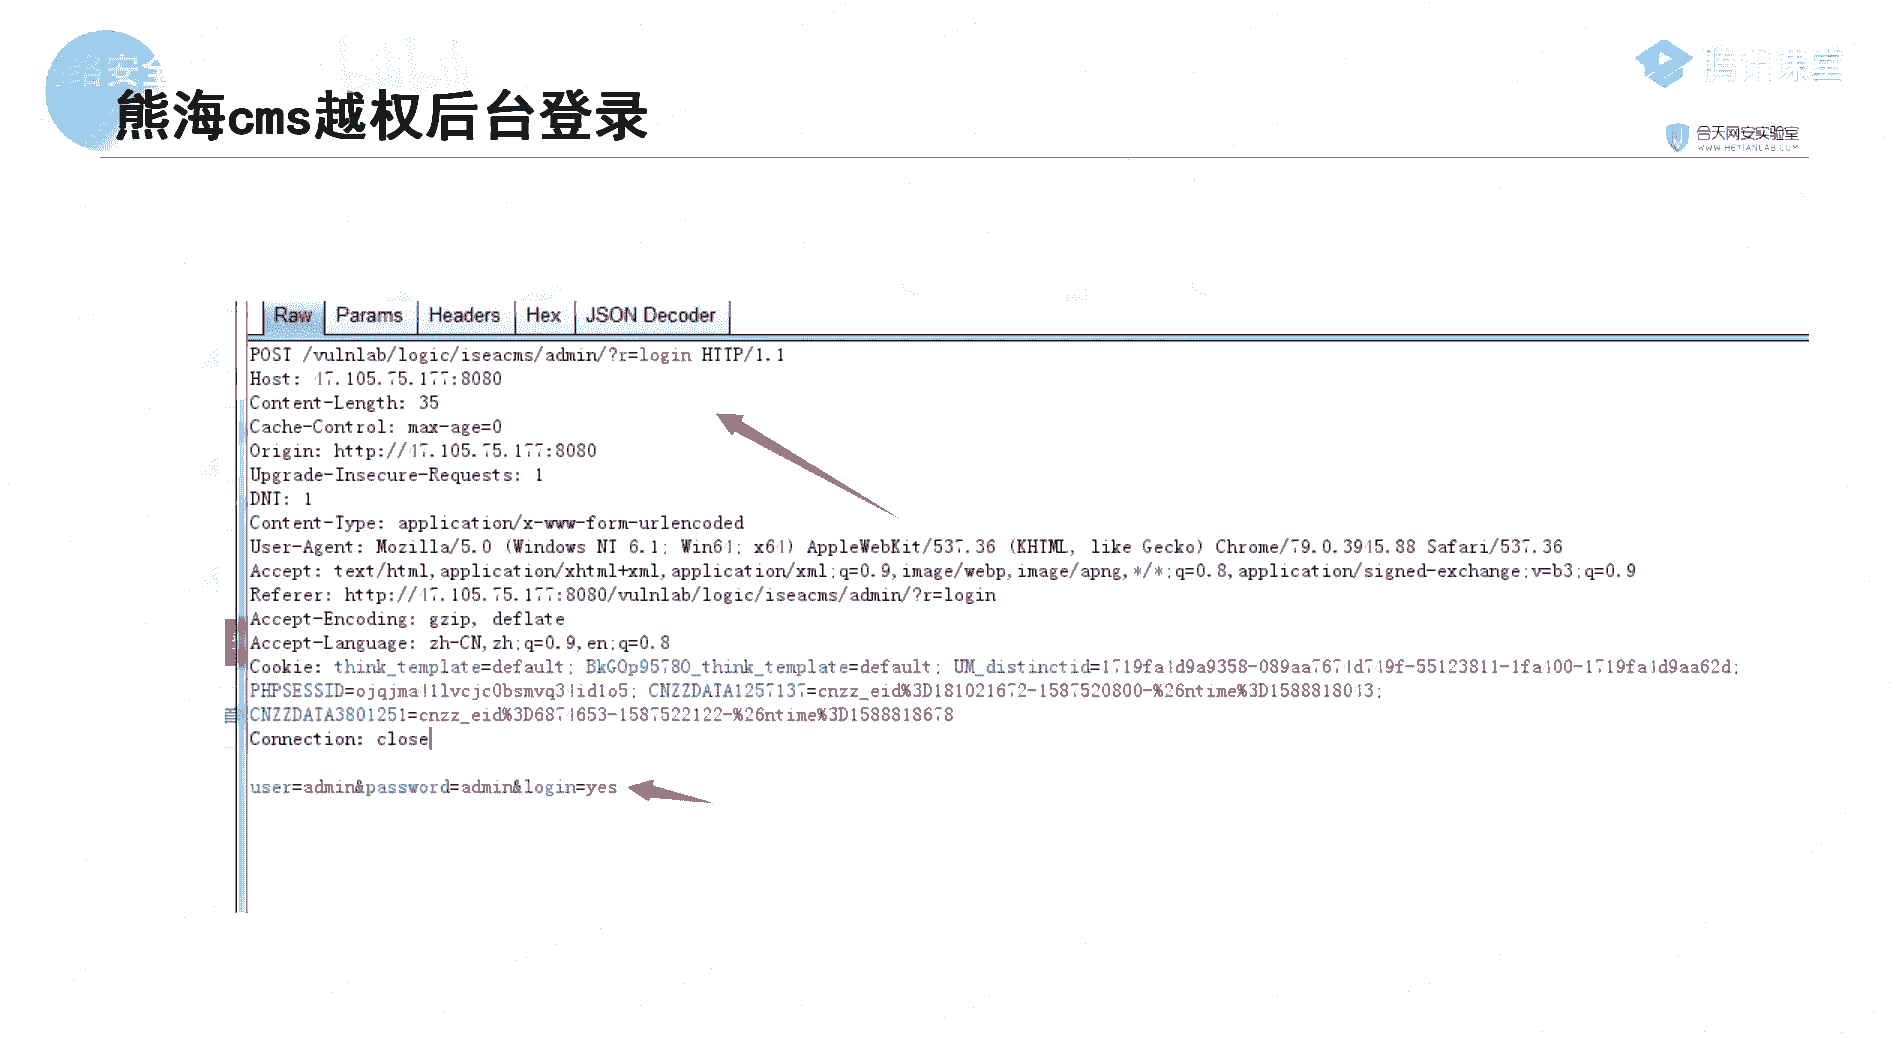 熊海cms越权后台登录
腾讯课堂
合天网安实验室
WWW.HETIANLAB.COM
Raw Params Headers Hex JSON Decoder
POST /vulnlab/logic/iseacms/admin/?r=login HTTP/1.1
Host: 47.105.75.177:8080
Content-Length: 35
Cache-Control: max-age=0
Origin: http://47.105.75.177:8080
Upgrade-Insecure-Requests: 1
DNT: 1
Content-Type: application/x-www-form-urlencoded
User-Agent: Mozilla/5.0 (Windows NT 6.1; Win64; x64) AppleWebKit/537.36 (KHTML, like Gecko) Chrome/79.0.3945.88 Safari/537.36
Accept: text/html,application/xhtml+xml,application/xml;q=0.9,image/webp,image/apng,*/*;q=0.8,application/signed-exchange;v=b3;q=0.9
Referer: http://47.105.75.177:8080/vulnlab/logic/iseacms/admin/?r=login
Accept-Encoding: gzip, deflate
Accept-Language: zh-CN,zh;q=0.9,en;q=0.8
Cookie: think_template=default; BkGOp9578O_think_template=default; UM_distinctid=1719fa4d9a9358-089aa7674d749f-55123811-1fa400-1719fa4d9aa62d;
PHPSESSID=ojqjma411vcjc0bsmvq34id1o5; CNZZDATA1257137=cnzz_eid%3D181021672-1587520800-%26ntime%3D1588818043;
CNZZDATA3801251=cnzz_eid%3D6874653-1587522122-%26ntime%3D1588818678
Connection: close
user=admin&password=admin&login=yes